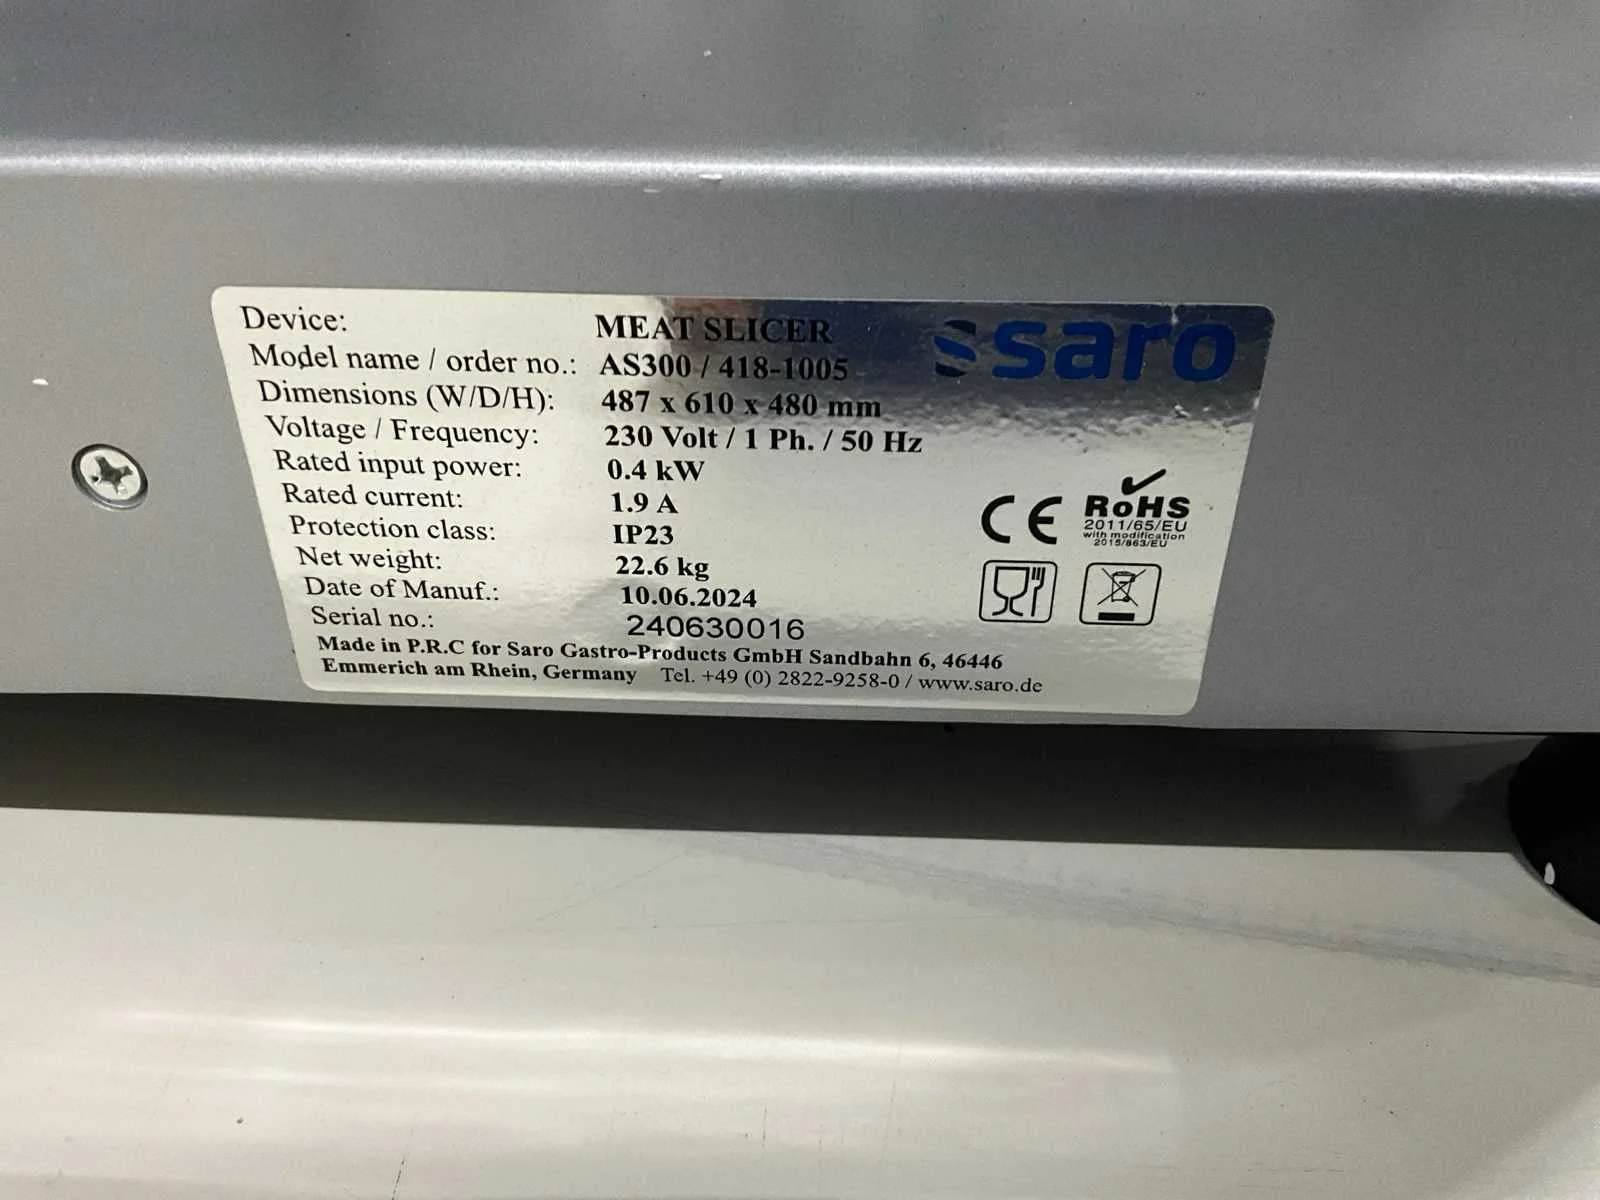 Device: MEAT SLICER
saro
Model name / order no.: AS300 / 418-1005
Dimensions (W/D/H): 487 x 610 x 480 mm
Voltage / Frequency: 230 Volt / 1 Ph. / 50 Hz
Rated input power: 0.4 kW
Rated current: 1.9 A
Protection class: IP23
Net weight: 22.6 kg
Date of Manuf.: 10.06.2024
Serial no.: 240630016
CE
RoHS
2011/65/EU
with modification
2015/863/EU
Made in P.R.C for Saro Gastro-Products GmbH Sandbahn 6, 46446
Emmerich am Rhein, Germany Tel. +49 (0) 2822-9258-0 / www.saro.de